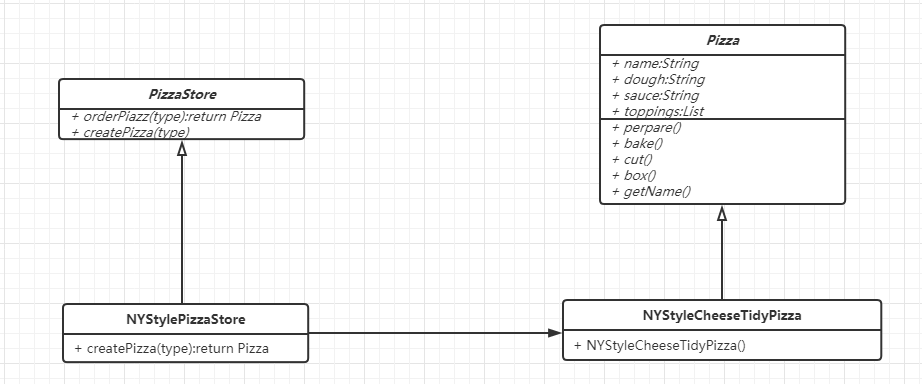 PizzaStore
+ orderPiazz(type):return Pizza
+ createPizza(type)
Pizza
+ name:String
+ dough:String
+ sauce:String
+ toppings:List
+ perpare()
+ bake()
+ cut()
+ box()
+ getName()
NYStylePizzaStore
+ createPizza(type):return Pizza
NYStyleCheeseTidyPizza
+ NYStyleCheeseTidyPizza()